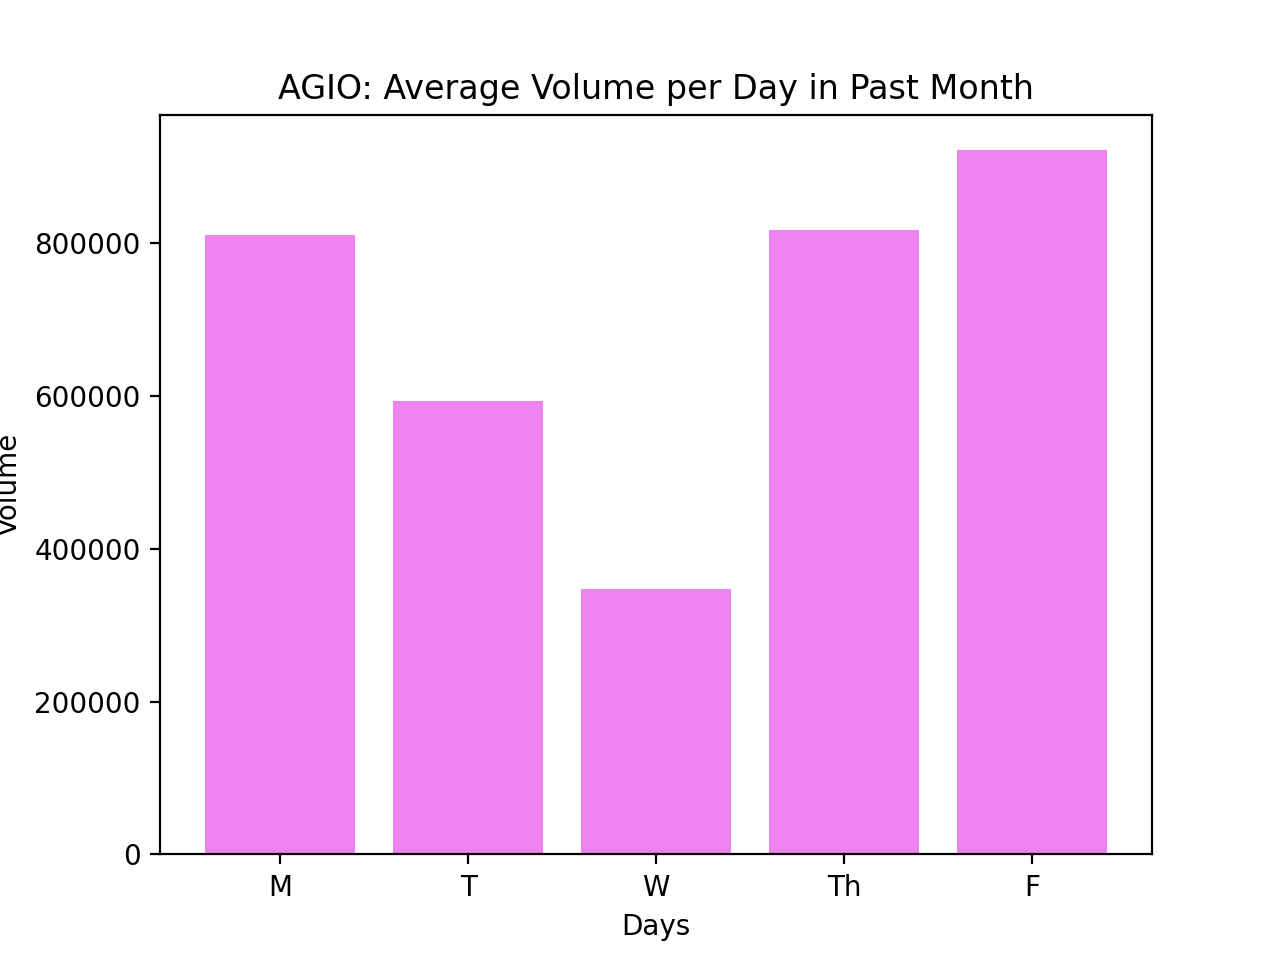 AGIO: Average Volume per Day in Past Month
800000
600000
400000
200000
0
Volume
M T W Th F
Days